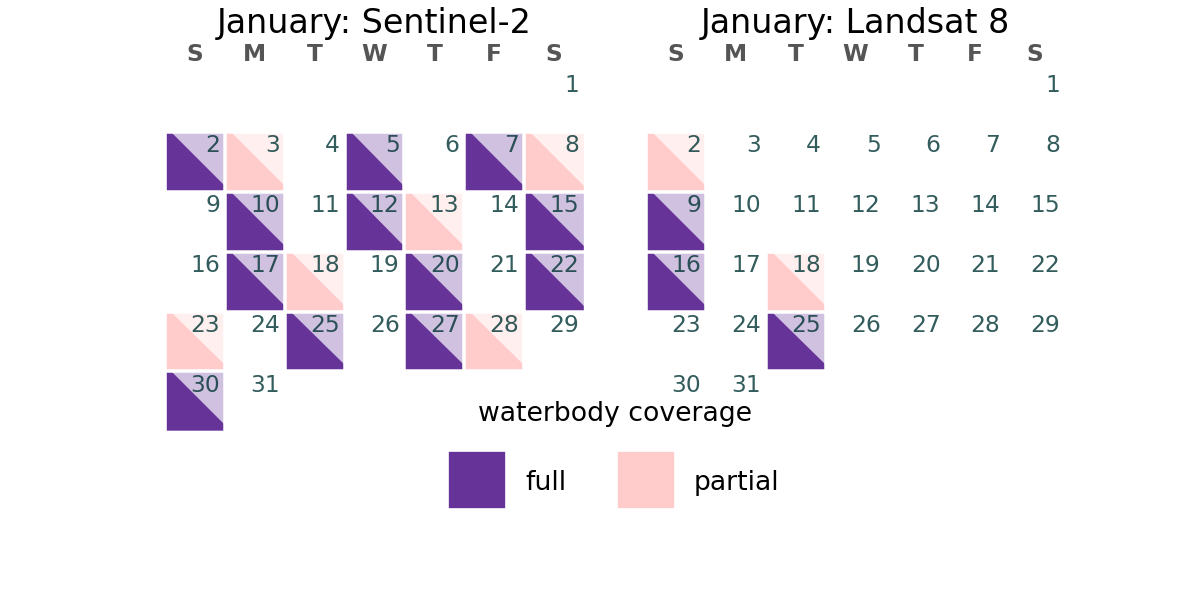 January: Sentinel-2
S M T W T F S
1
2 3 4 5 6 7 8
9 10 11 12 13 14 15
16 17 18 19 20 21 22
23 24 25 26 27 28 29
30 31
January: Landsat 8
S M T W T F S
1
2 3 4 5 6 7 8
9 10 11 12 13 14 15
16 17 18 19 20 21 22
23 24 25 26 27 28 29
30 31
waterbody coverage
full partial